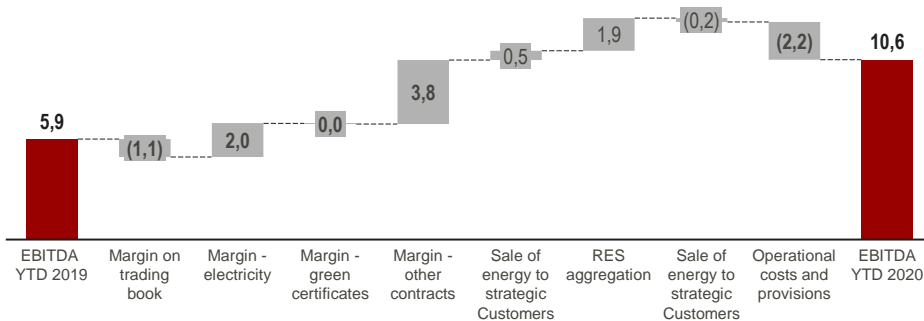 5,9
(1,1)
2,0
0,0
3,8
0,5
1,9
(0,2)
(2,2)
10,6
EBITDA
YTD 2019
Margin on
trading
book
Margin -
electricity
Margin -
green
certificates
Margin -
other
contracts
Sale of
energy to
strategic
Customers
RES
aggregation
Sale of
energy to
strategic
Customers
Operational
costs and
provisions
EBITDA
YTD 2020